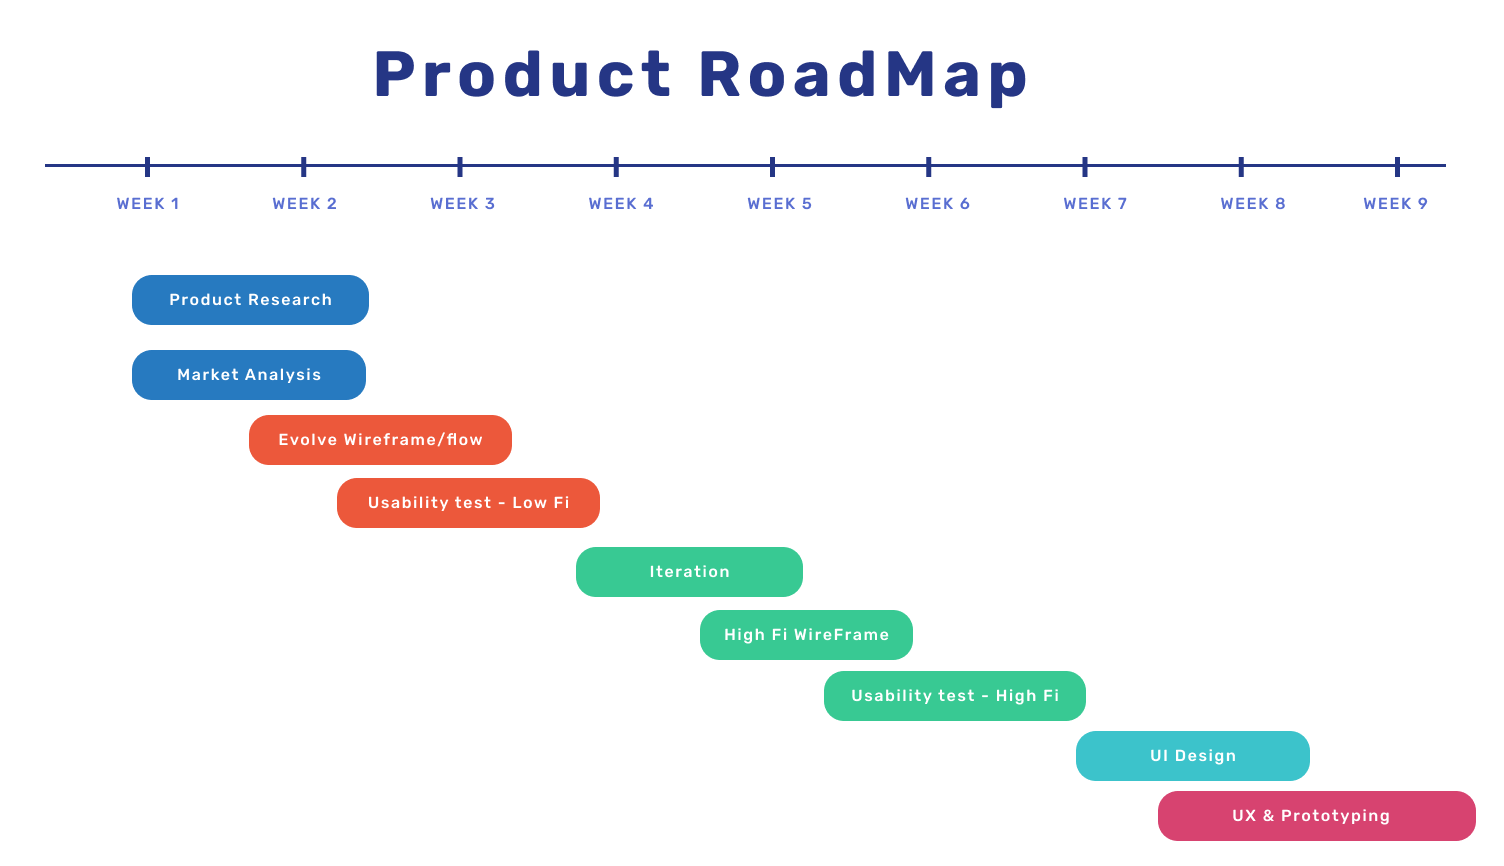 Product RoadMap
WEEK 1 WEEK 2 WEEK 3 WEEK 4 WEEK 5 WEEK 6 WEEK 7 WEEK 8 WEEK 9
Product Research
Market Analysis
Evolve Wireframe/flow
Usability test - Low Fi
Iteration
High Fi WireFrame
Usability test - High Fi
UI Design
UX & Prototyping